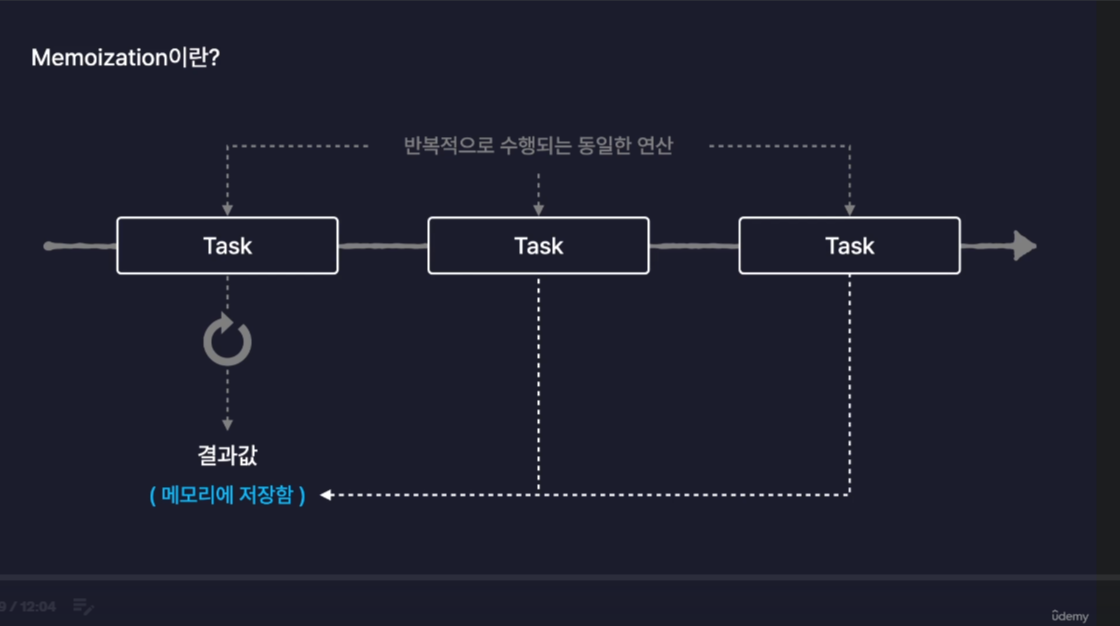 Memoization이란?
반복적으로 수행되는 동일한 연산
Task
Task
Task
결과값
( 메모리에 저장함 )
9 / 12:04
ûdemy